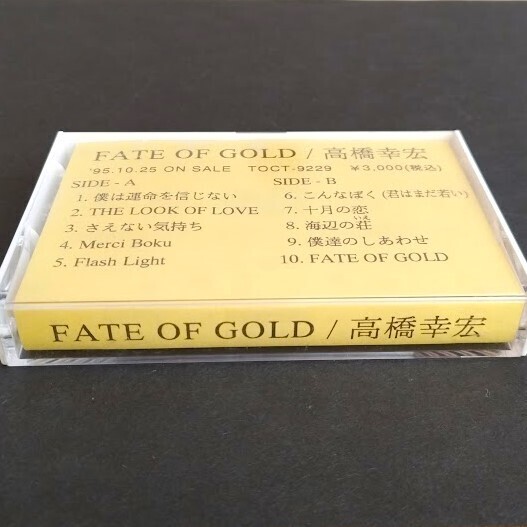 FATE OF GOLD / 高橋幸宏
'95.10.25 ON SALE TOCT-9229 ¥3,000(税込)
SIDE - A
1. 僕は運命を信じない
2. THE LOOK OF LOVE
3. さえない気持ち
4. Merci Boku
5. Flash Light
SIDE - B
6. こんなぼく (君はまだ若い)
7. 十月の恋
8. 海辺の荘
いえ
9. 僕達のしあわせ
10. FATE OF GOLD
FATE OF GOLD / 高橋幸宏